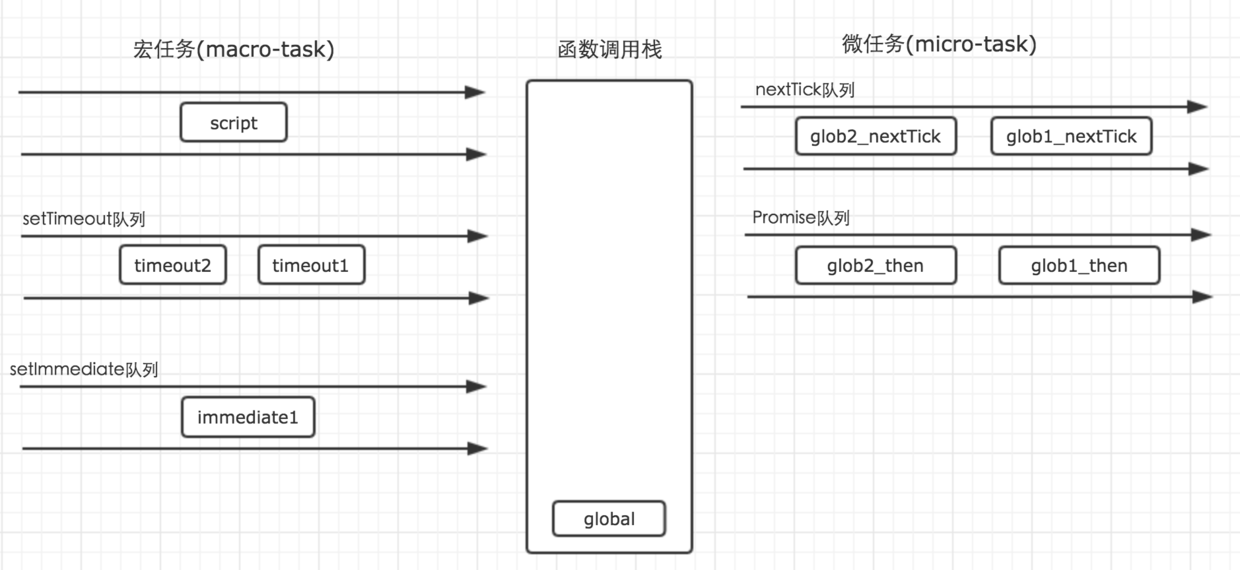 宏任务(macro-task)
script
setTimeout队列
timeout2 timeout1
setImmediate队列
immediate1
函数调用栈
global
微任务(micro-task)
nextTick队列
glob2_nextTick glob1_nextTick
Promise队列
glob2_then glob1_then